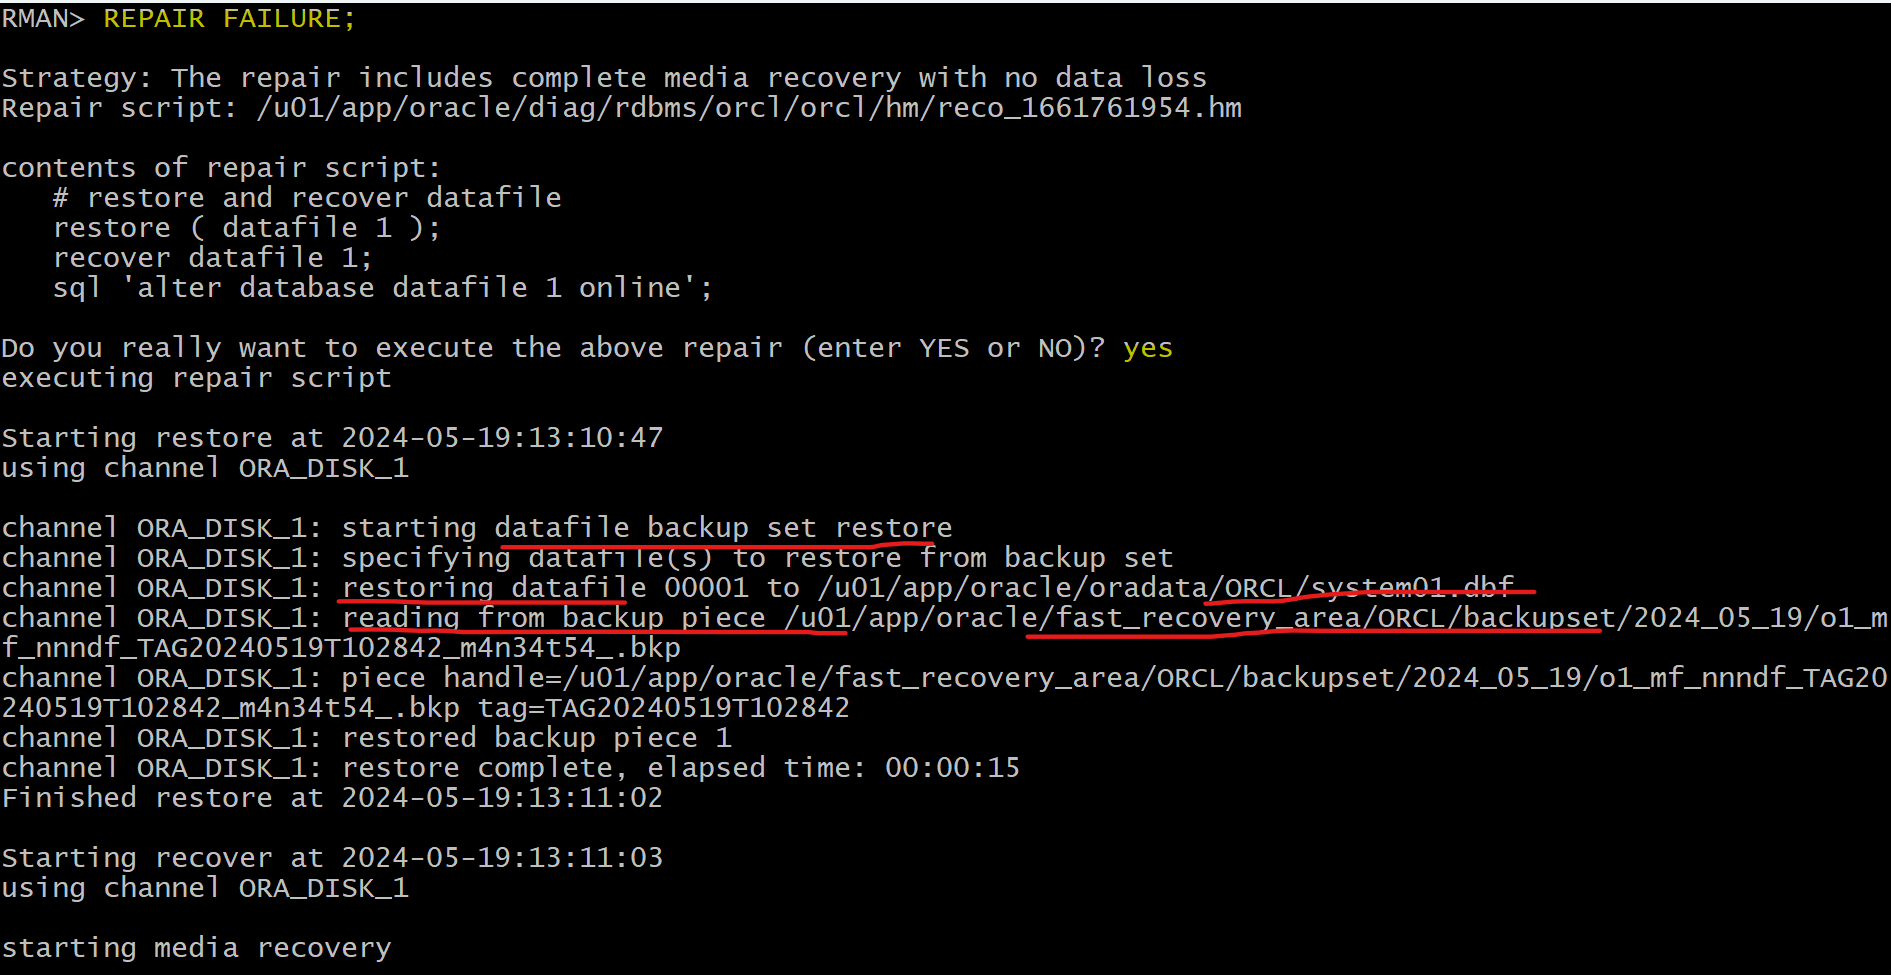 RMAN> REPAIR FAILURE;
Strategy: The repair includes complete media recovery with no data loss
Repair script: /u01/app/oracle/diag/rdbms/orcl/orcl/hm/reco_1661761954.hm
contents of repair script:
# restore and recover datafile
restore ( datafile 1 );
recover datafile 1;
sql 'alter database datafile 1 online';
Do you really want to execute the above repair (enter YES or NO)? yes
executing repair script
Starting restore at 2024-05-19:13:10:47
using channel ORA_DISK_1
channel ORA_DISK_1: starting datafile backup set restore
channel ORA_DISK_1: specifying datafile(s) to restore from backup set
channel ORA_DISK_1: restoring datafile 00001 to /u01/app/oracle/oradata/ORCL/system01.dbf
channel ORA_DISK_1: reading from backup piece /u01/app/oracle/fast_recovery_area/ORCL/backupset/2024_05_19/o1_m
f_nnndf_TAG20240519T102842_m4n34t54_.bkp
channel ORA_DISK_1: piece handle=/u01/app/oracle/fast_recovery_area/ORCL/backupset/2024_05_19/o1_mf_nnndf_TAG20
240519T102842_m4n34t54_.bkp tag=TAG20240519T102842
channel ORA_DISK_1: restored backup piece 1
channel ORA_DISK_1: restore complete, elapsed time: 00:00:15
Finished restore at 2024-05-19:13:11:02
Starting recover at 2024-05-19:13:11:03
using channel ORA_DISK_1
starting media recovery